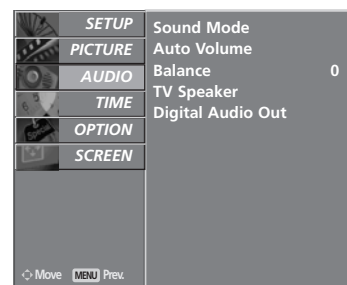 SETUP
PICTURE
AUDIO
TIME
OPTION
SCREEN
Sound Mode
Auto Volume
Balance 0
TV Speaker
Digital Audio Out
Move MENU Prev.